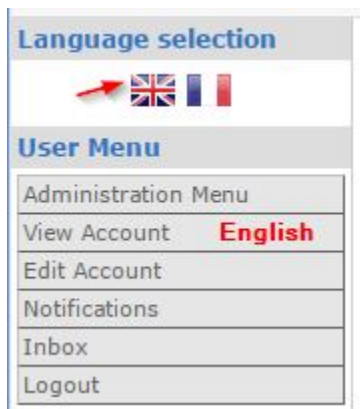 Language selection
User Menu
Administration Menu
View Account English
Edit Account
Notifications
Inbox
Logout